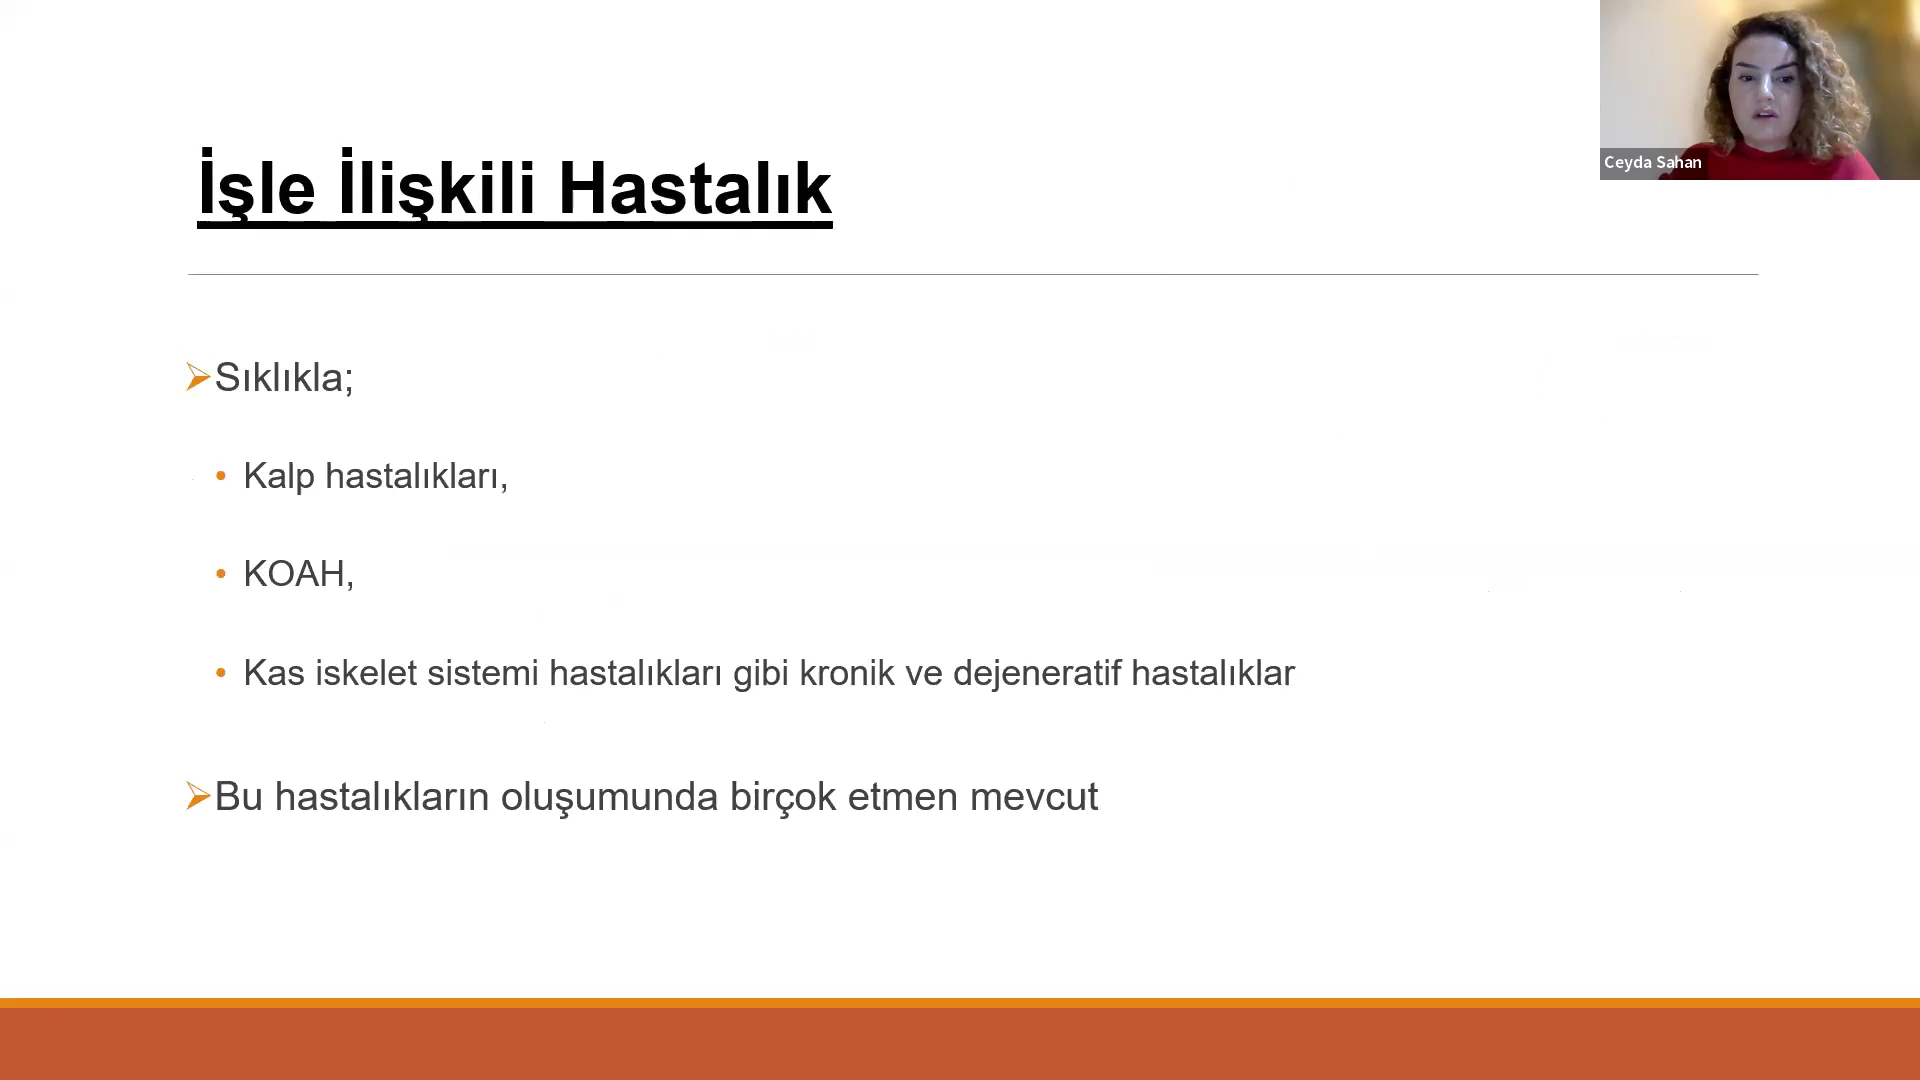 Ceyda Sahan
İşle İlişkili Hastalık
➢Sıklıkla;
• Kalp hastalıkları,
• KOAH,
• Kas iskelet sistemi hastalıkları gibi kronik ve dejeneratif hastalıklar
➢Bu hastalıkların oluşumunda birçok etmen mevcut